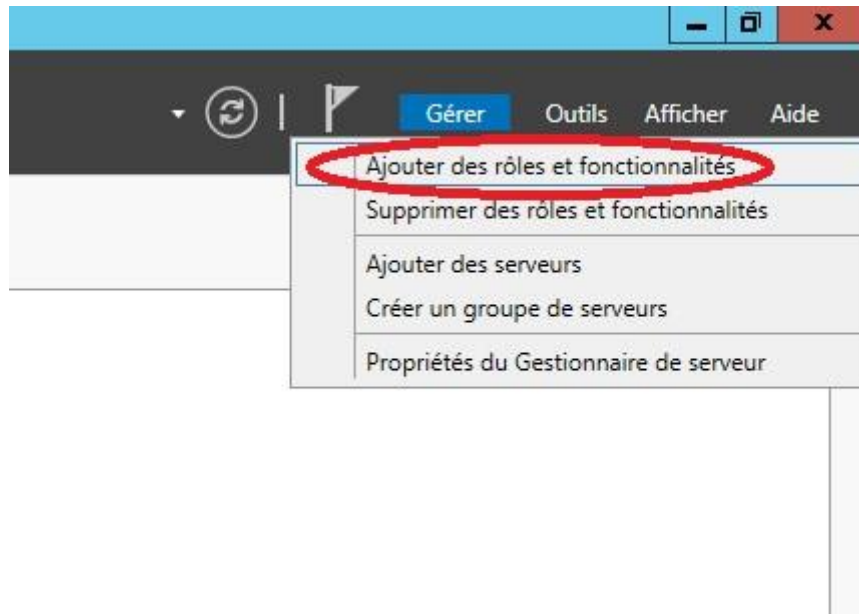 Gérer Outils Afficher Aide
Ajouter des rôles et fonctionnalités
Supprimer des rôles et fonctionnalités
Ajouter des serveurs
Créer un groupe de serveurs
Propriétés du Gestionnaire de serveur